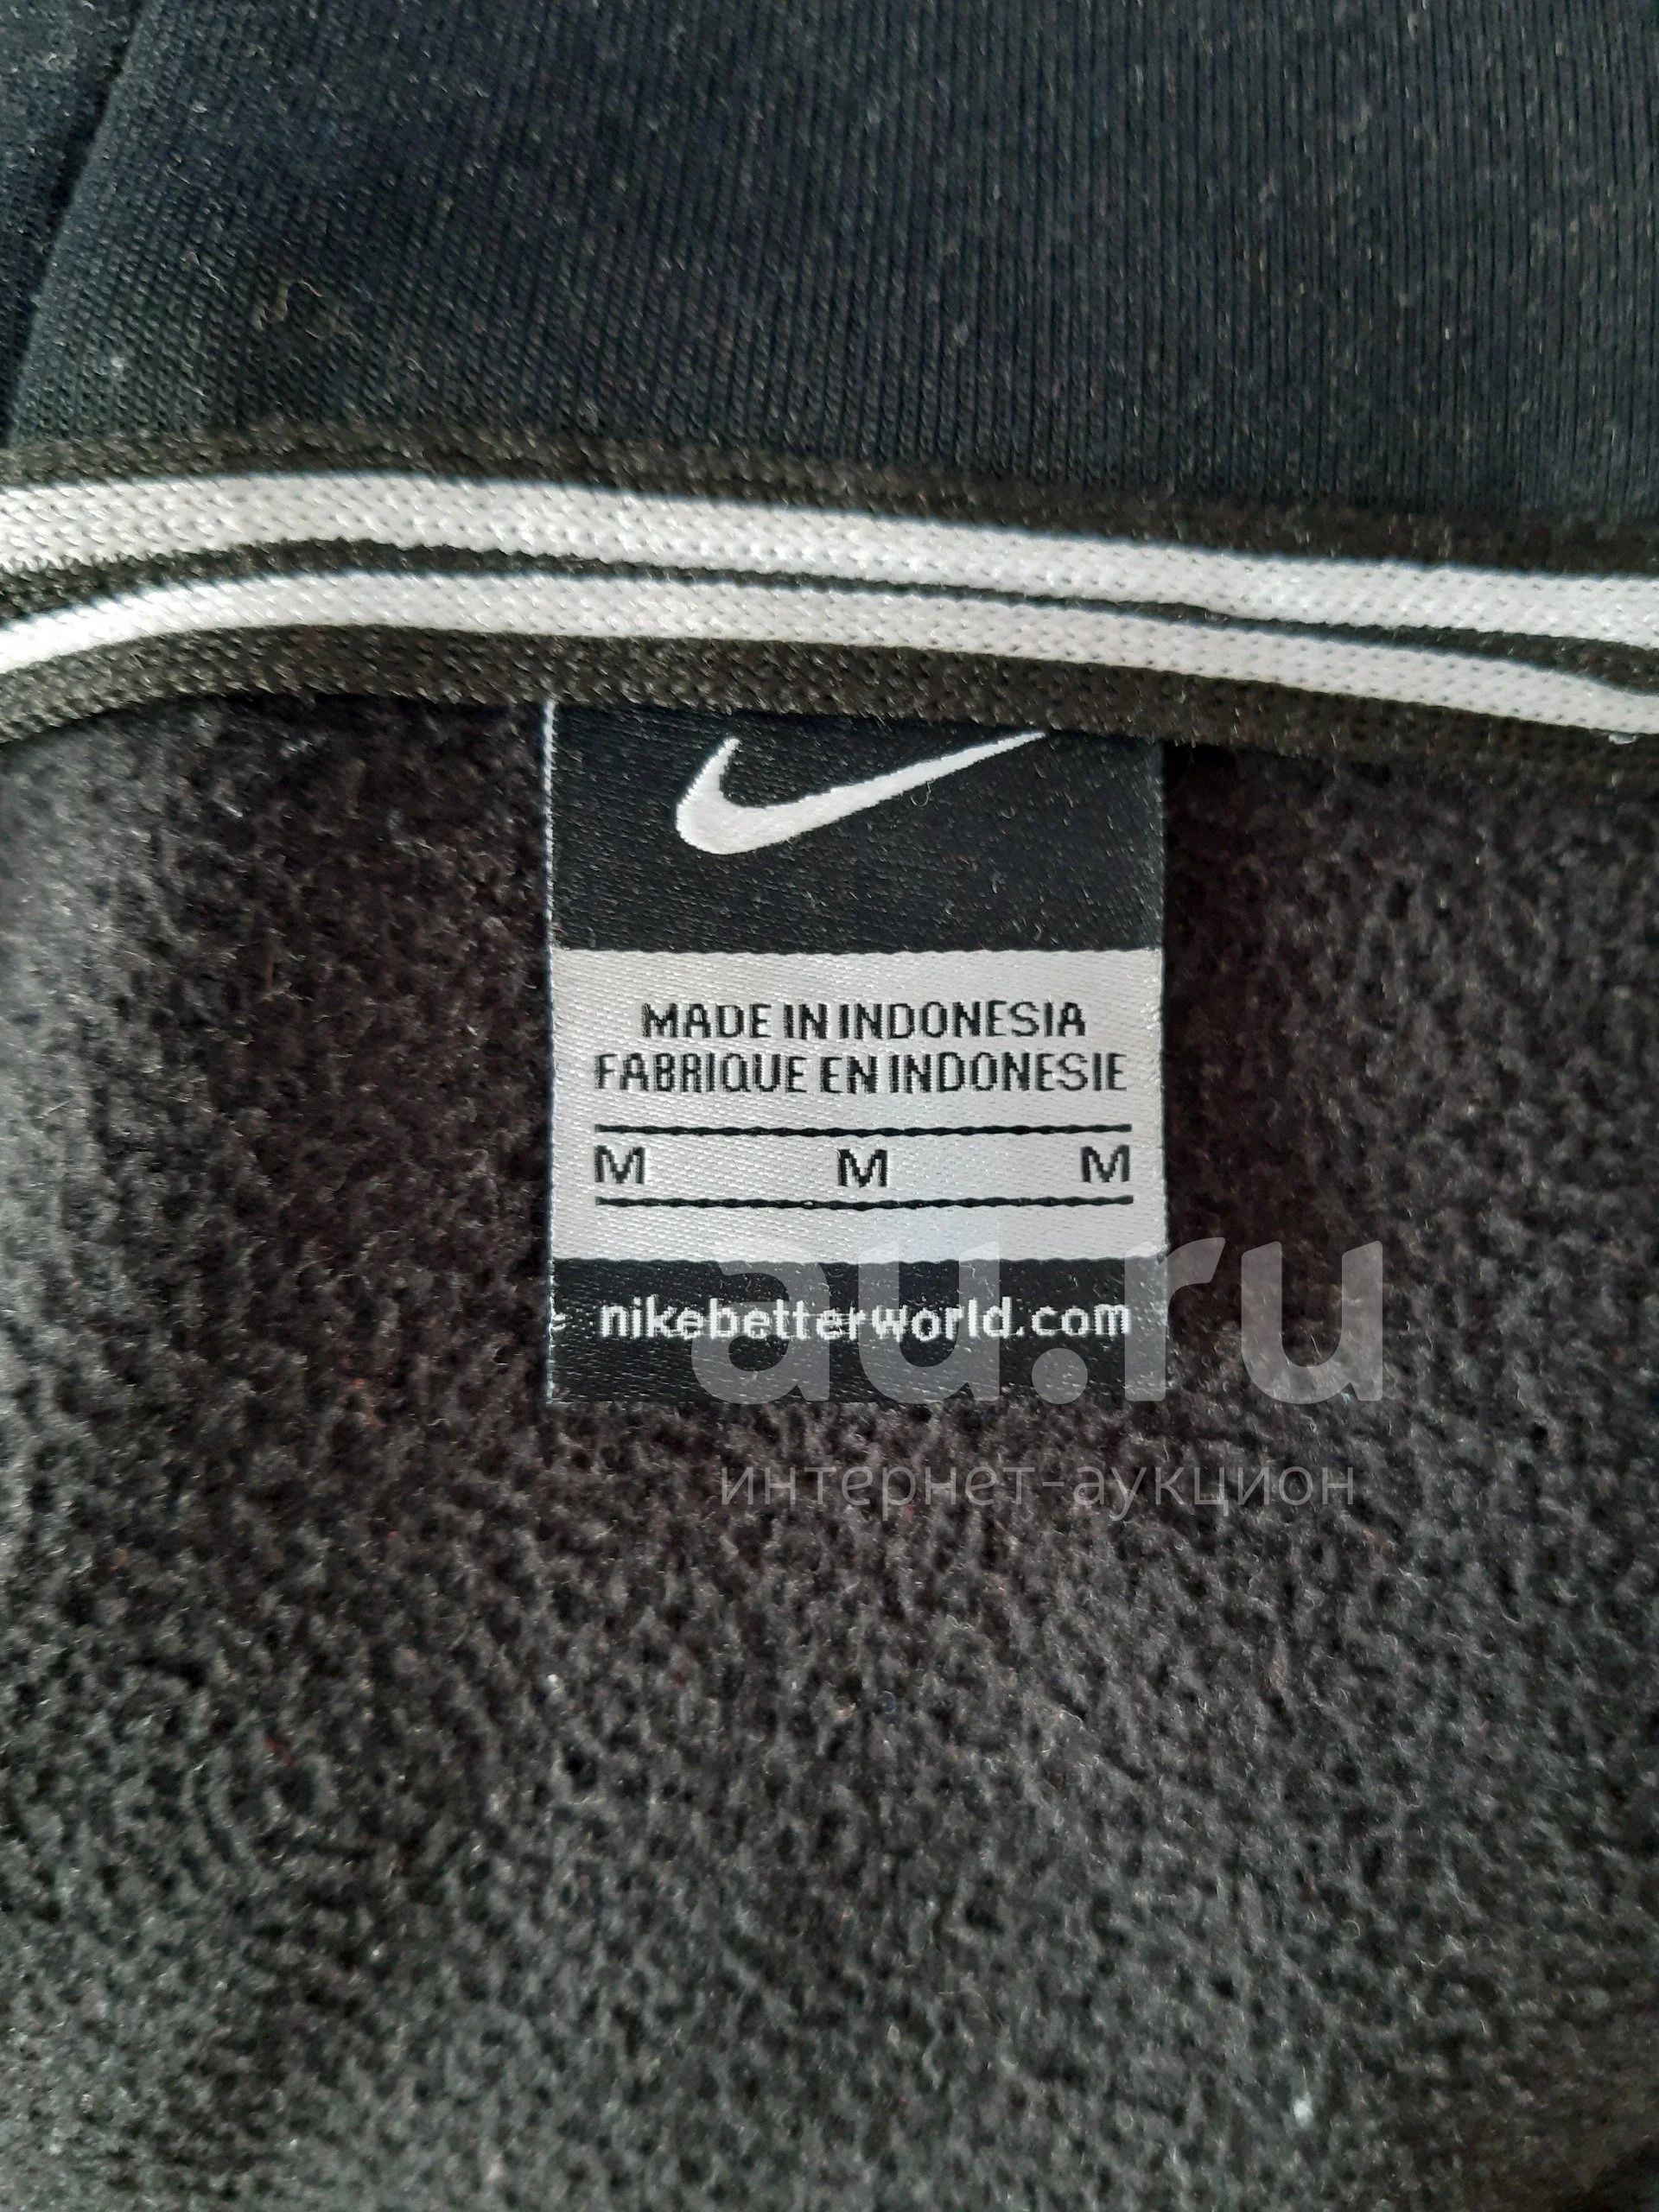 MADE IN INDONESIA
FABRIQUE EN INDONESIE
M M M
nikebetterworld.com
au.ru
интернет-аукцион